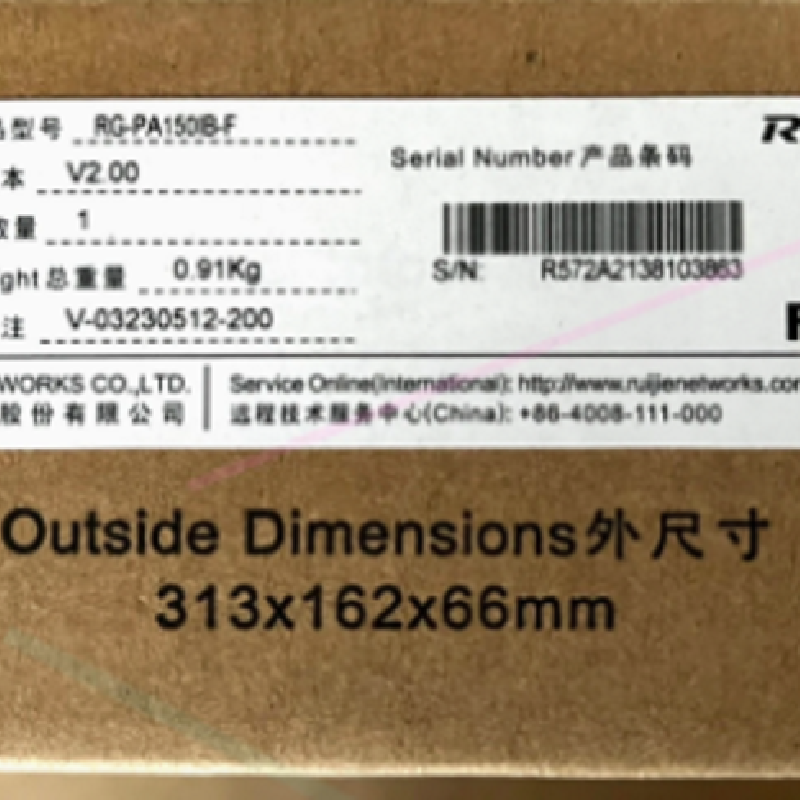 品型号 RG-PA150IB-F
本 V2.00
数量 1
ght 总重量 0.91Kg
注 V-03230512-200
Serial Number 产品条码
S/N: R572A2138103863
R
WORKS CO.,LTD. Service Online(International): http://www.ruijienetworks.com
股份有限公司 远程技术服务中心(China): +86-4008-111-000
Outside Dimensions外尺寸
313x162x66mm